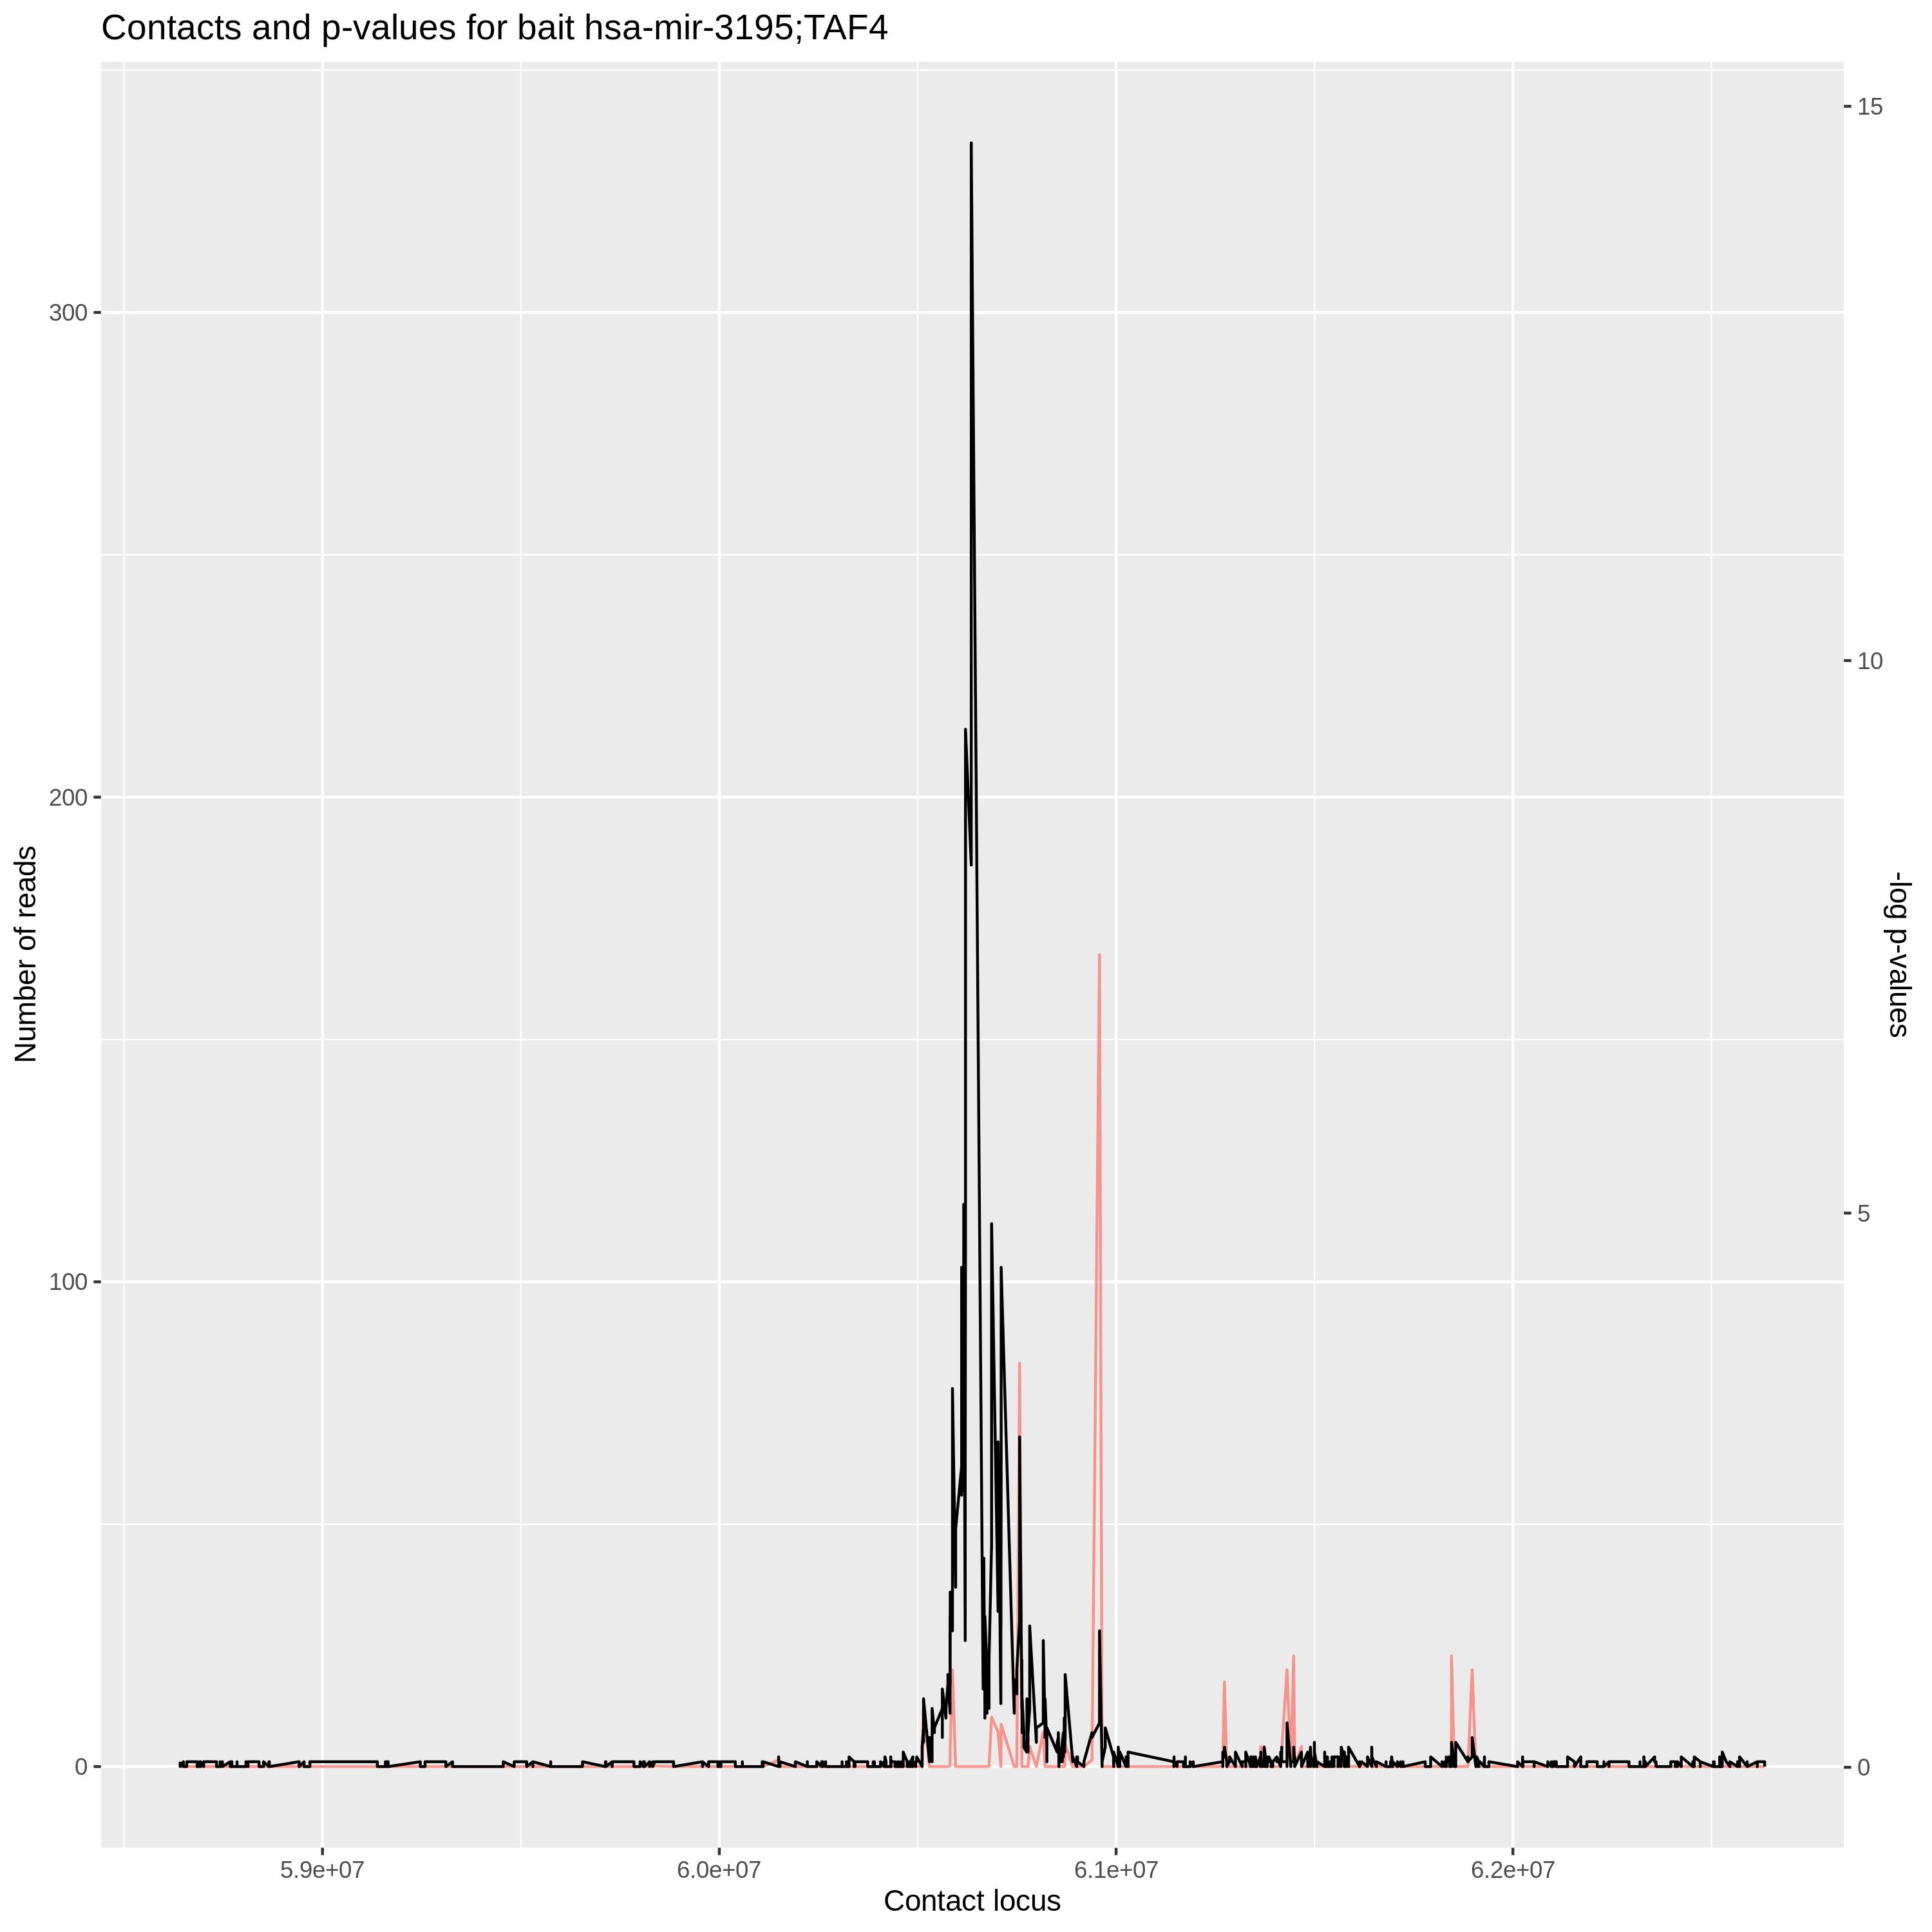 Contacts and p-values for bait hsa-mir-3195;TAF4
Number of reads
300
200
100
0
15
10
5
0
-log p-values
5.9e+07 6.0e+07 6.1e+07 6.2e+07
Contact locus